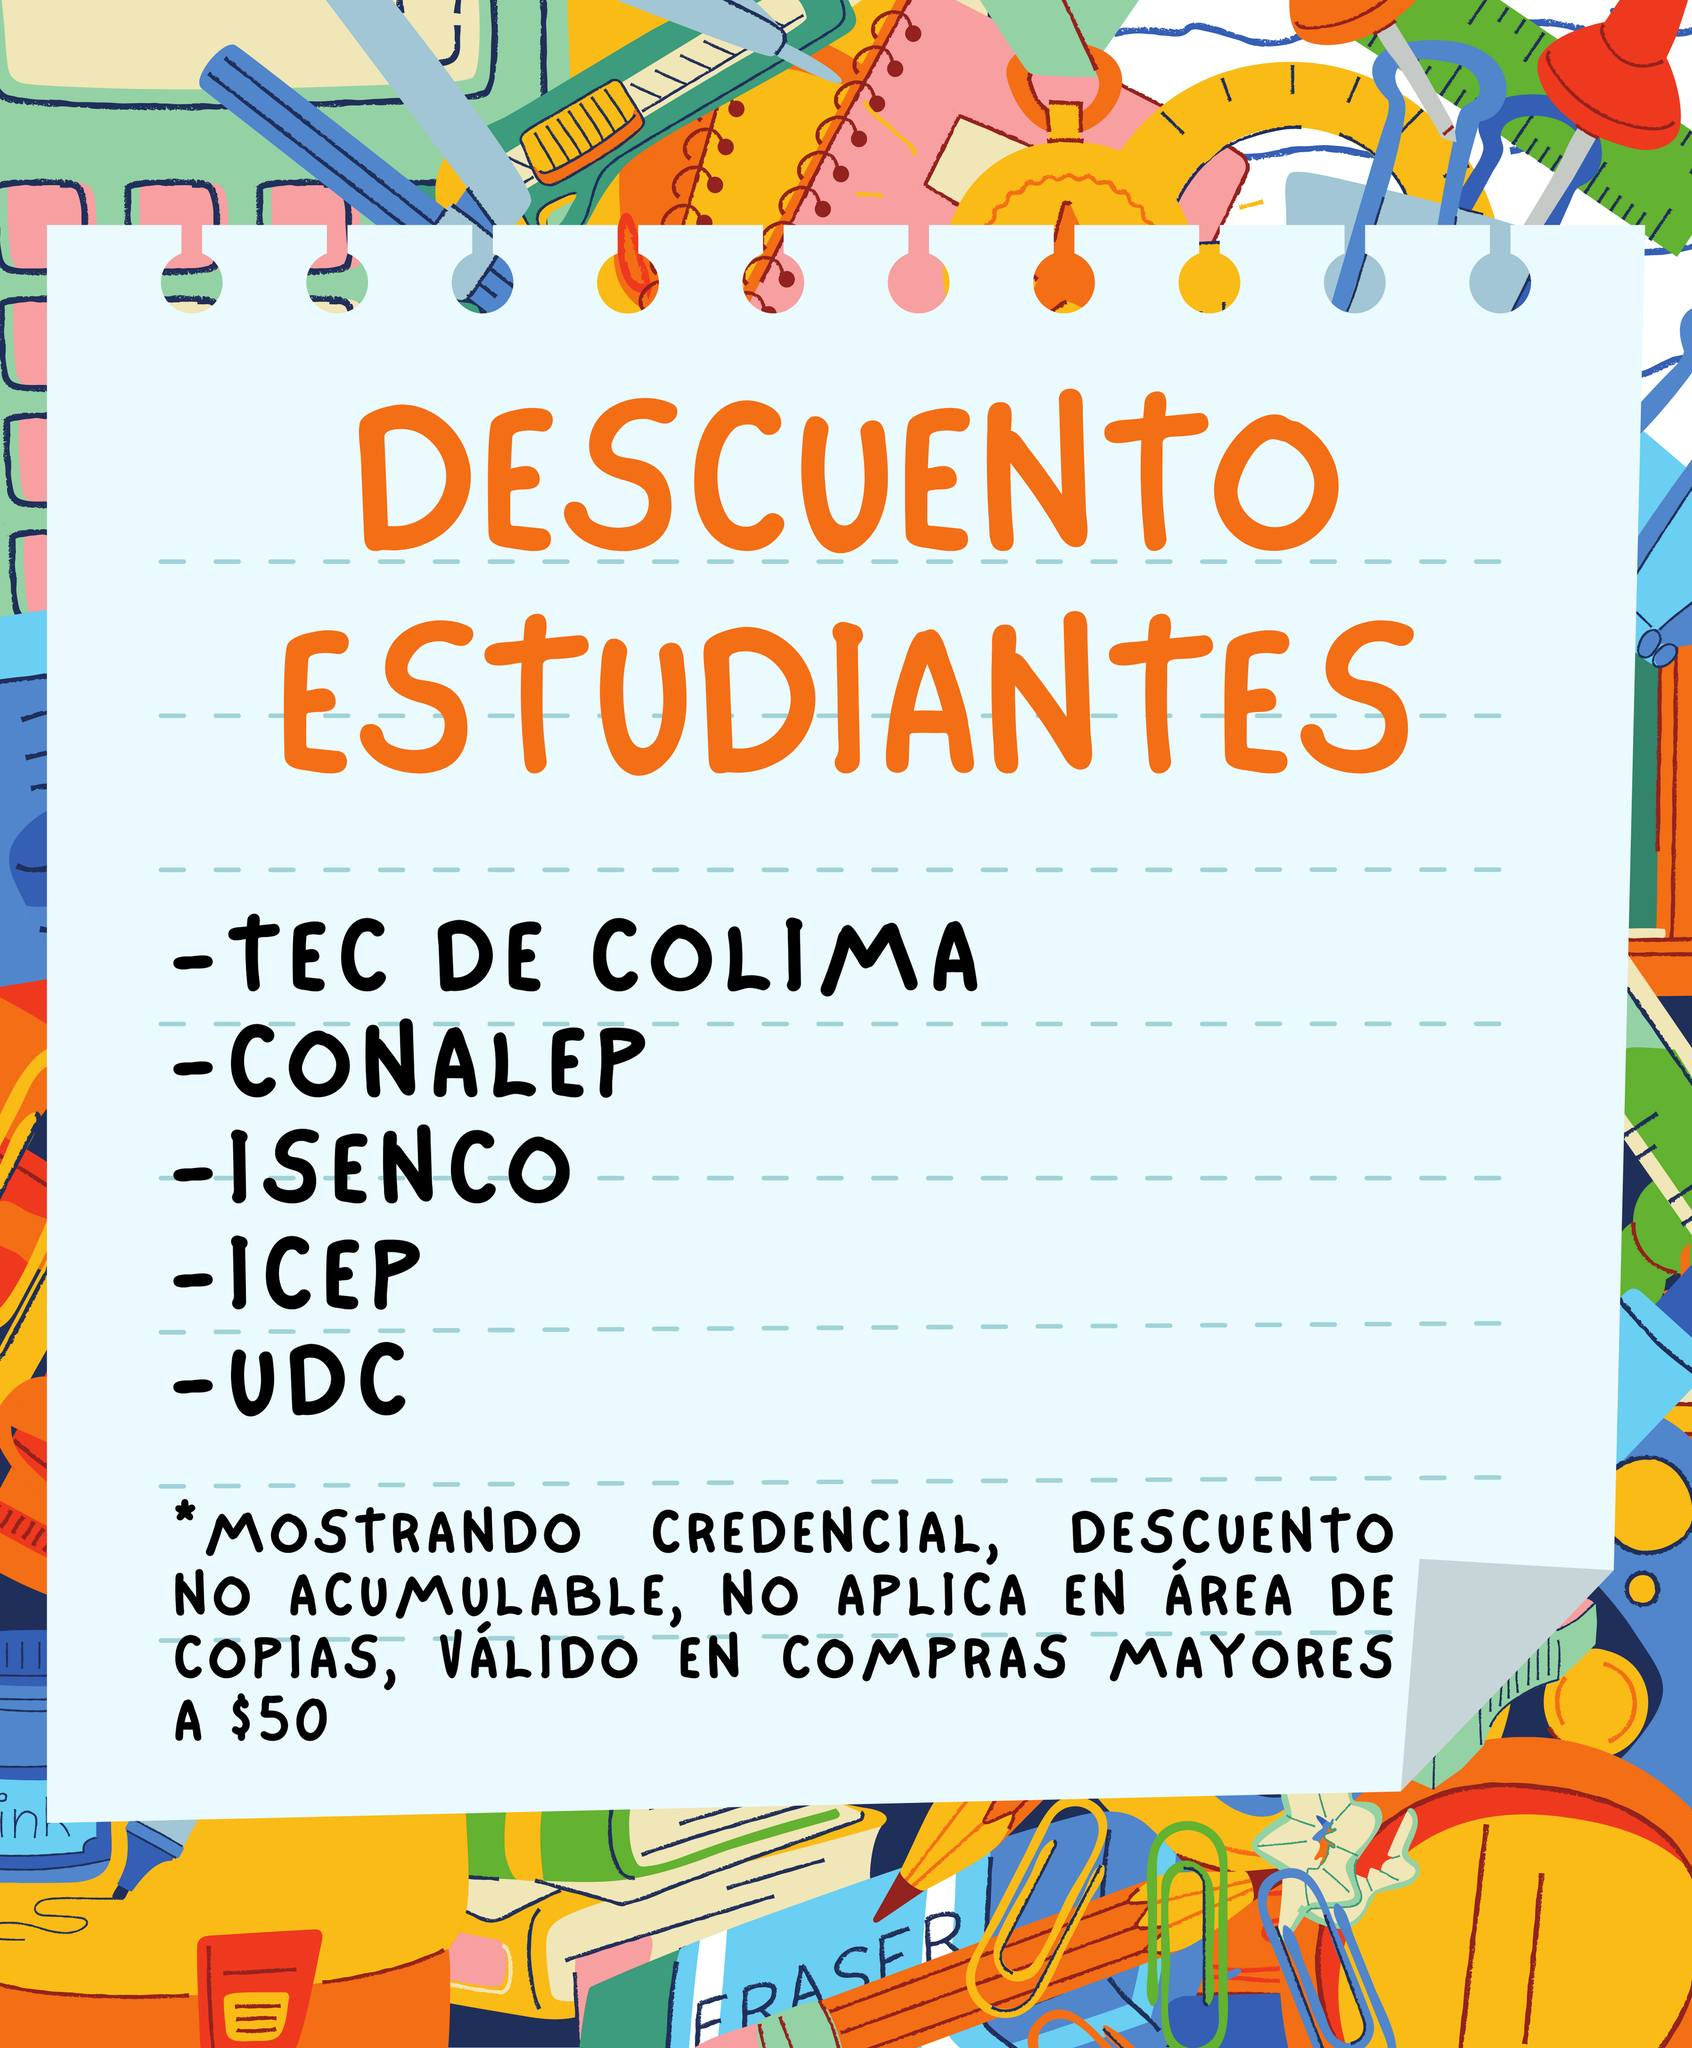 DESCUENTO
ESTUDIANTES
-TEC DE COLIMA
-CONALEP
-ISENCO
-ICEP
-UDC
*MOSTRANDO CREDENCIAL, DESCUENTO
NO ACUMULABLE, NO APLICA EN ÁREA DE
COPIAS, VÁLIDO EN COMPRAS MAYORES
A $50
ink
ERASER